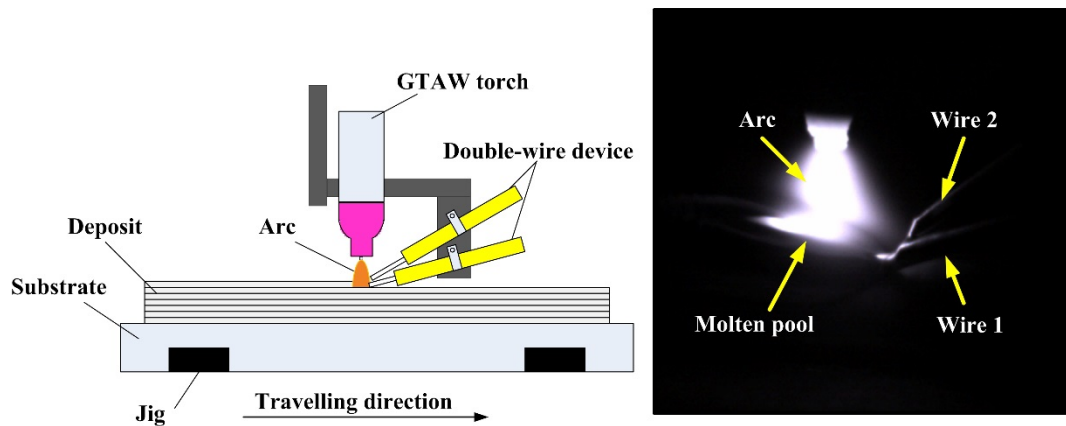 GTAW torch
Double-wire device
Deposit
Arc
Substrate
Jig
Travelling direction
Arc
Wire 2
Molten pool
Wire 1